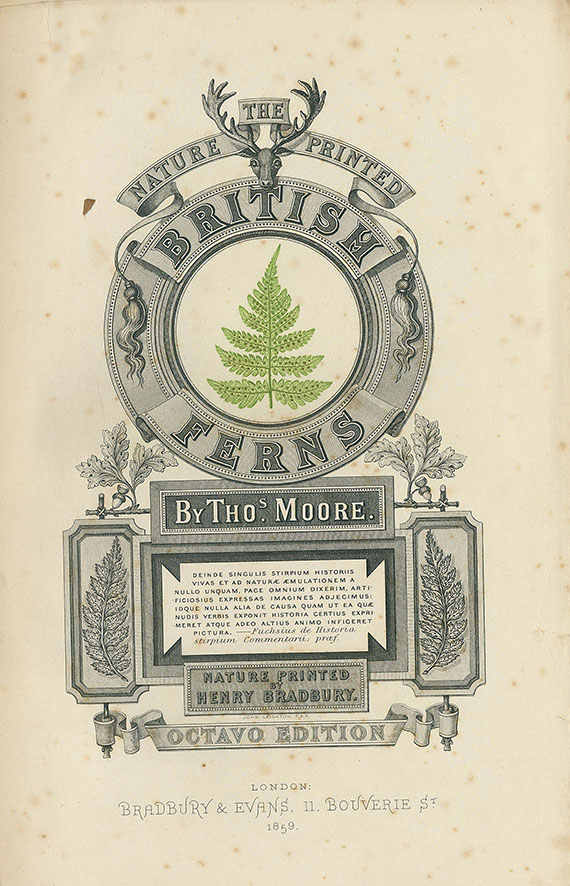 THE
NATURE PRINTED
BRITISH
FERNS
By Thos. Moore.
DEINDE SINGULIS STIRPIUM HISTORIIS
VIVAS ET AD NATURÆ ÆMULATIONEM A
NULLO UNQUAM, PACE OMNIUM DIXERIM, ARTI-
FICIOSIUS EXPRESSAS IMAGINES ADJECIMUS:
IDQUE NULLA ALIA DE CAUSA QUAM UT EA QUÆ
NUDIS VERBIS EXPONIT HISTORIA CERTIUS EXPRI-
MERET ATQUE ADEO ALTIUS ANIMO INFIGERET
PICTURA. —Fuchsius de Historia
stirpium Commentarii, præf.
NATURE PRINTED
BY
HENRY BRADBURY.
JOHN LEIGHTON, F.S.A.
OCTAVO EDITION
LONDON:
BRADBURY & EVANS, 11, BOUVERIE ST
1859.